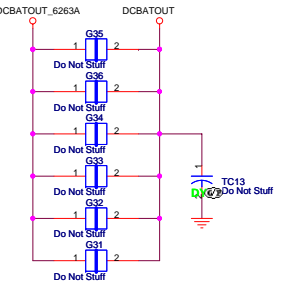 DCBATOUT_6263A DCBATOUT
G35
1 2
Do Not Stuff
G36
1 2
Do Not Stuff
G34
1 2
Do Not Stuff
1
TC13
Do Not Stuff
G33
1 2
Do Not Stuff
G32
1 2
Do Not Stuff
G31
1 2
Do Not Stuff